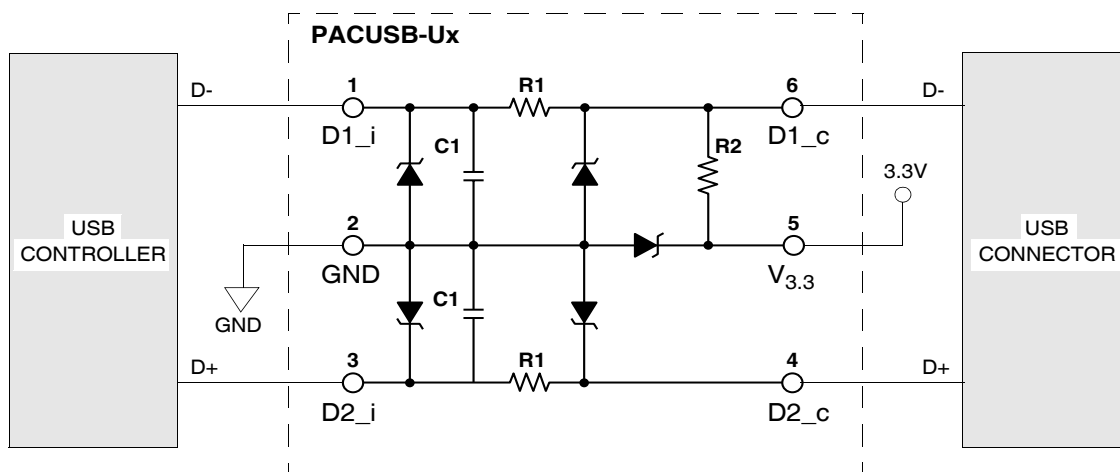 PACUSB-Ux
D-
1
R1
6
D-
D1_i
D1_c
C1
R2
3.3V
USB
CONTROLLER
2
5
USB
CONNECTOR
GND
V3.3
C1
GND
D+
3
R1
4
D+
D2_i
D2_c